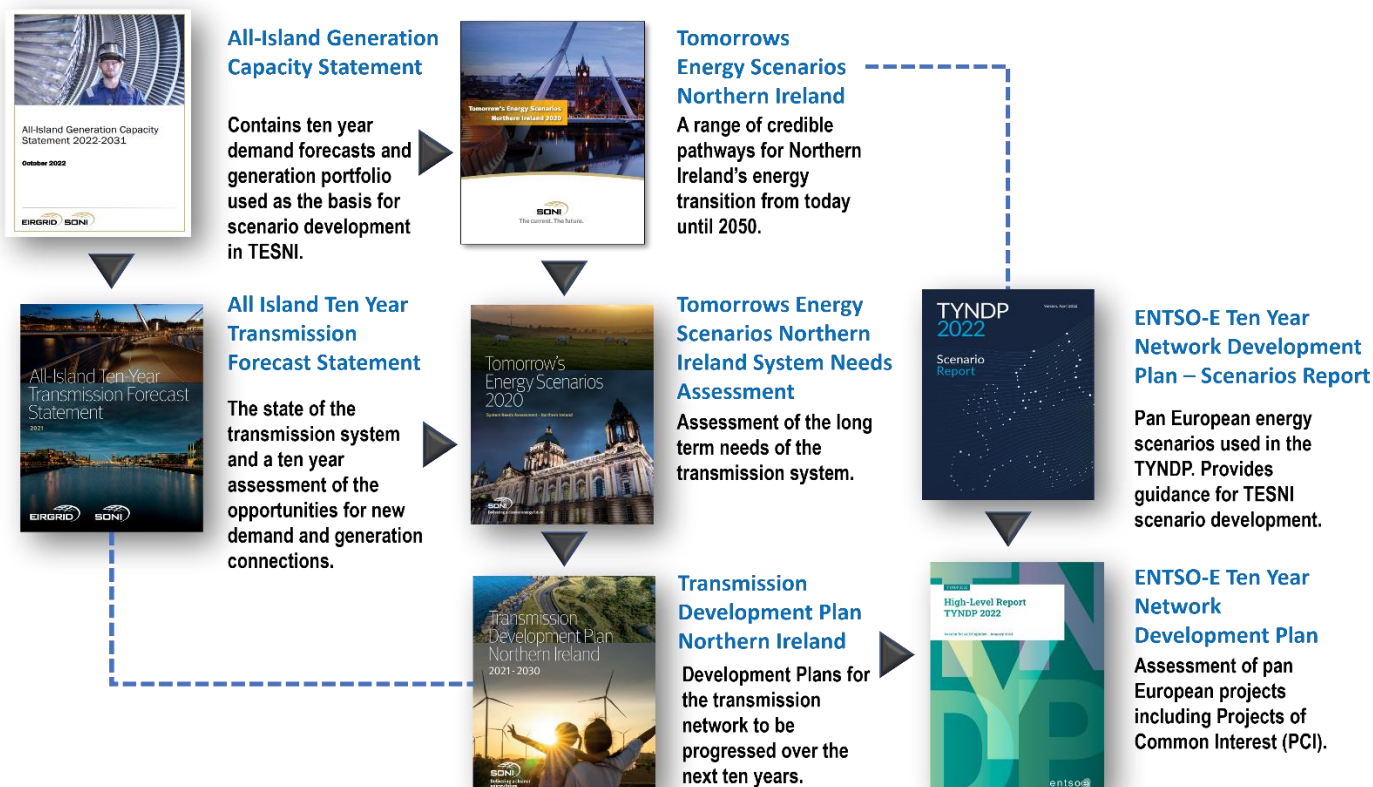 All-Island Generation Capacity
Statement 2022-2031
October 2022
EIRGRID SONI
All-Island Generation
Capacity Statement
Contains ten year
demand forecasts and
generation portfolio
used as the basis for
scenario development
in TESNI.
Tomorrow's Energy Scenarios
Northern Ireland 2020
SONI
The current. The future.
Tomorrows
Energy Scenarios
Northern Ireland
A range of credible
pathways for Northern
Ireland's energy
transition from today
until 2050.
All-Island Ten-Year
Transmission Forecast
Statement
2021
EIRGRID SONI
All Island Ten Year
Transmission
Forecast Statement
The state of the
transmission system
and a ten year
assessment of the
opportunities for new
demand and generation
connections.
Tomorrow's
Energy Scenarios
2020
System Needs Assessment - Northern Ireland
SONI
Tomorrows Energy
Scenarios Northern
Ireland System Needs
Assessment
Assessment of the long
term needs of the
transmission system.
TYNDP
2022
Scenario
Report
ENTSO-E Ten Year
Network Development
Plan – Scenarios Report
Pan European energy
scenarios used in the
TYNDP. Provides
guidance for TESNI
scenario development.
Transmission
Development Plan
Northern Ireland
2021-2030
SONI
Transmission
Development Plan
Northern Ireland
Development Plans for
the transmission
network to be
progressed over the
next ten years.
High-Level Report
TYNDP 2022
entsoe
ENTSO-E Ten Year
Network
Development Plan
Assessment of pan
European projects
including Projects of
Common Interest (PCI).